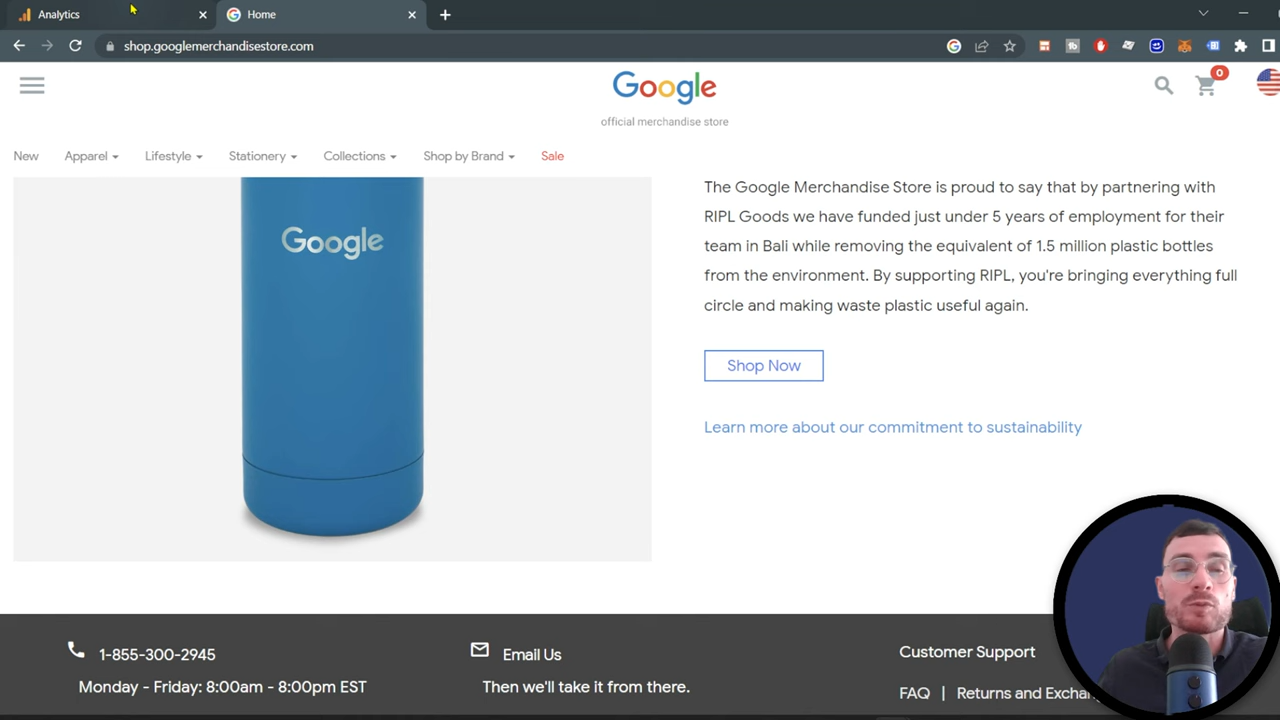 Analytics
Home
shop.googlemerchandisestore.com
Google
official merchandise store
0
New
Apparel
Lifestyle
Stationery
Collections
Shop by Brand
Sale
Google
The Google Merchandise Store is proud to say that by partnering with
RIPL Goods we have funded just under 5 years of employment for their
team in Bali while removing the equivalent of 1.5 million plastic bottles
from the environment. By supporting RIPL, you're bringing everything full
circle and making waste plastic useful again.
Shop Now
Learn more about our commitment to sustainability
1-855-300-2945
Monday - Friday: 8:00am - 8:00pm EST
Email Us
Then we'll take it from there.
Customer Support
FAQ | Returns and Exchan